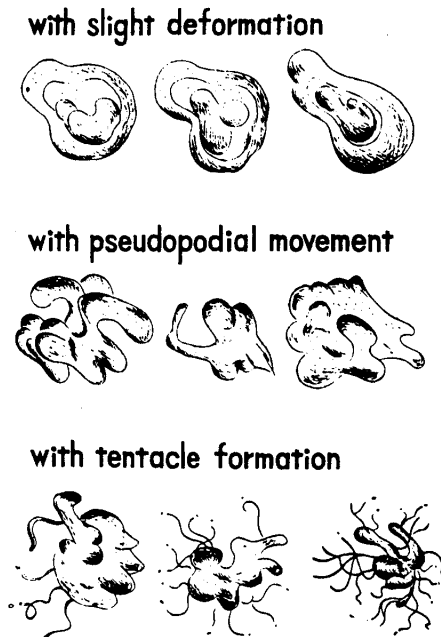 with slight deformation
with pseudopodial movement
with tentacle formation